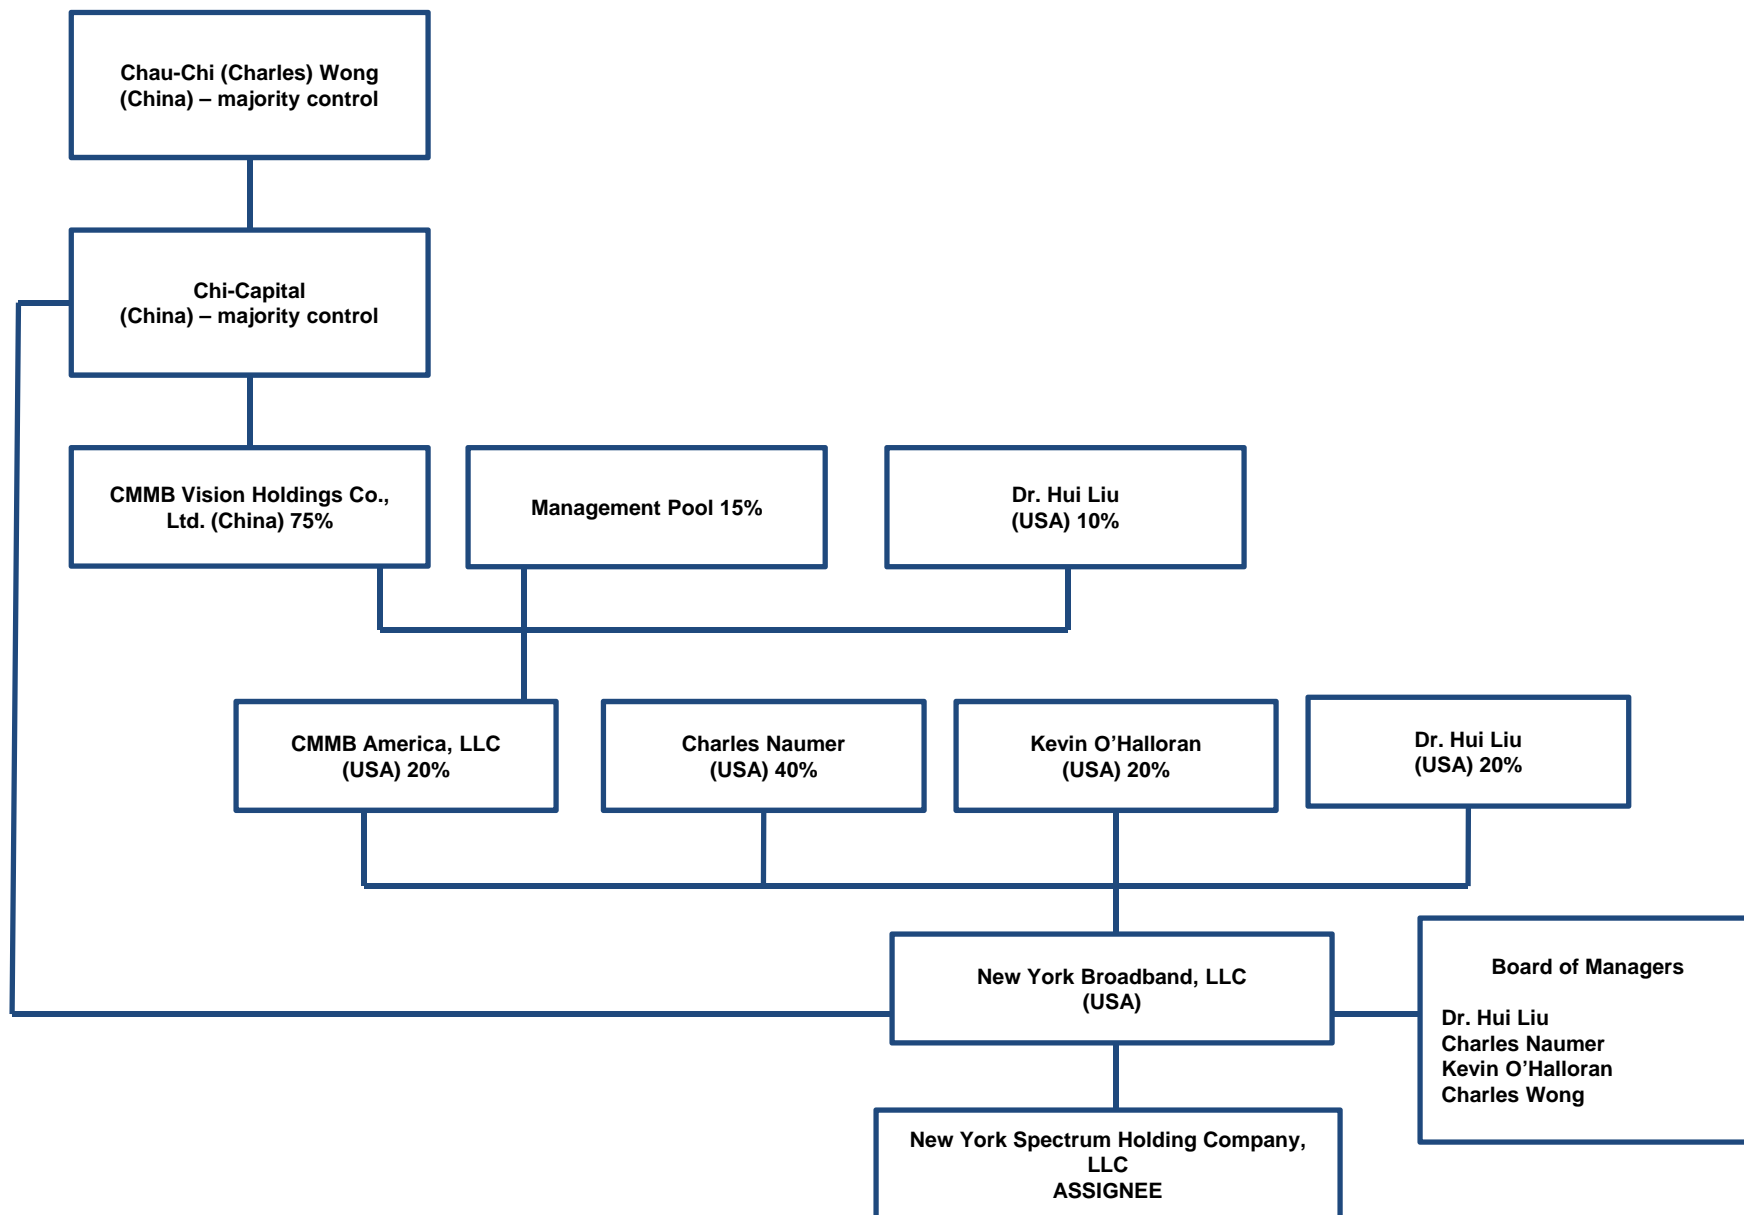 Chau-Chi (Charles) Wong
(China) – majority control
Chi-Capital
(China) – majority control
CMMB Vision Holdings Co.,
Ltd. (China) 75%
Management Pool 15%
Dr. Hui Liu
(USA) 10%
CMMB America, LLC
(USA) 20%
Charles Naumer
(USA) 40%
Kevin O’Halloran
(USA) 20%
Dr. Hui Liu
(USA) 20%
New York Broadband, LLC
(USA)
Board of Managers
Dr. Hui Liu
Charles Naumer
Kevin O’Halloran
Charles Wong
New York Spectrum Holding Company,
LLC
ASSIGNEE